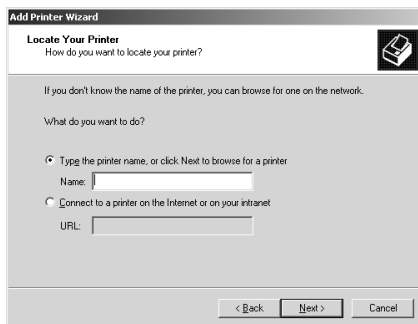 Add Printer Wizard
Locate Your Printer
How do you want to locate your printer?
If you don't know the name of the printer, you can browse for one on the network.
What do you want to do?
Type the printer name, or click Next to browse for a printer
Name:
Connect to a printer on the Internet or on your intranet
URL:
< Back Next > Cancel